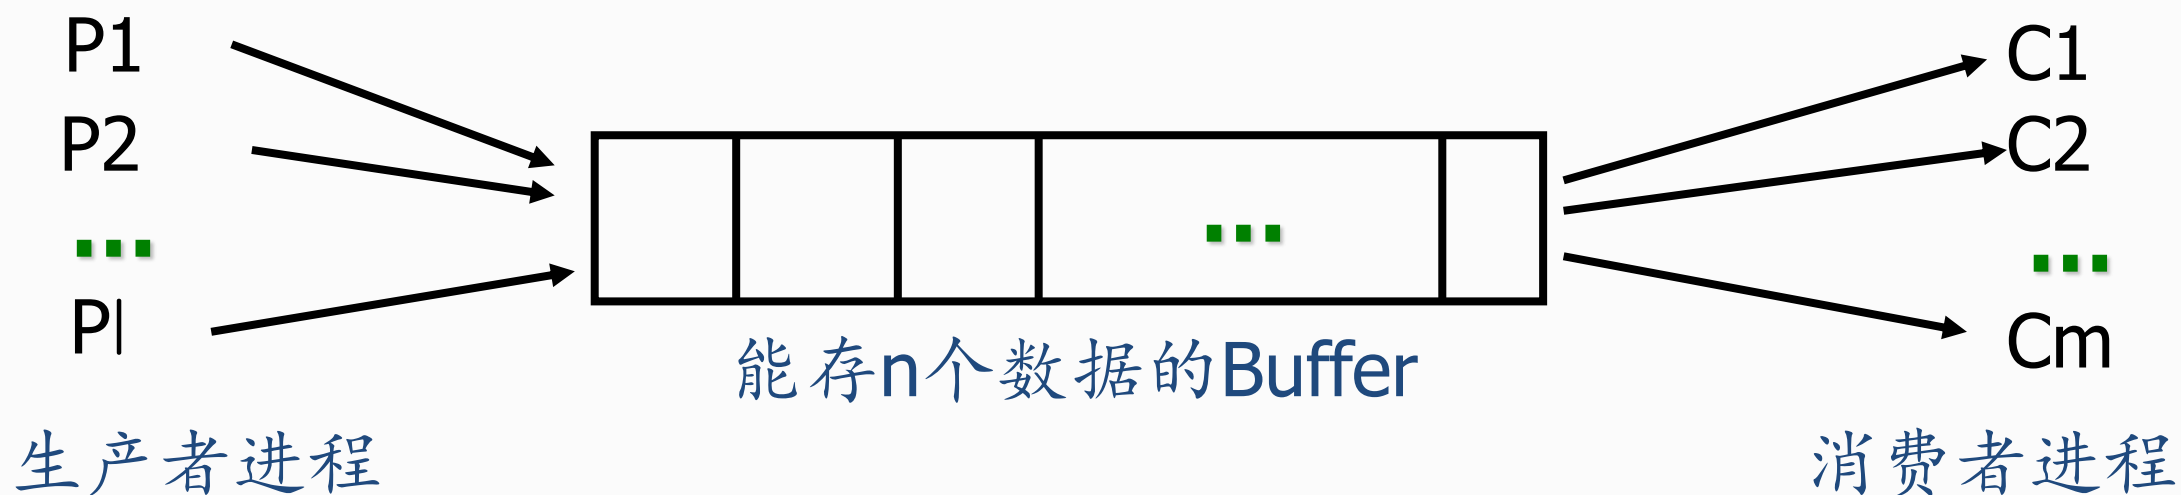 P1
P2
...
Pl
能存n个数据的Buffer
生产者进程
C1
C2
...
Cm
消费者进程